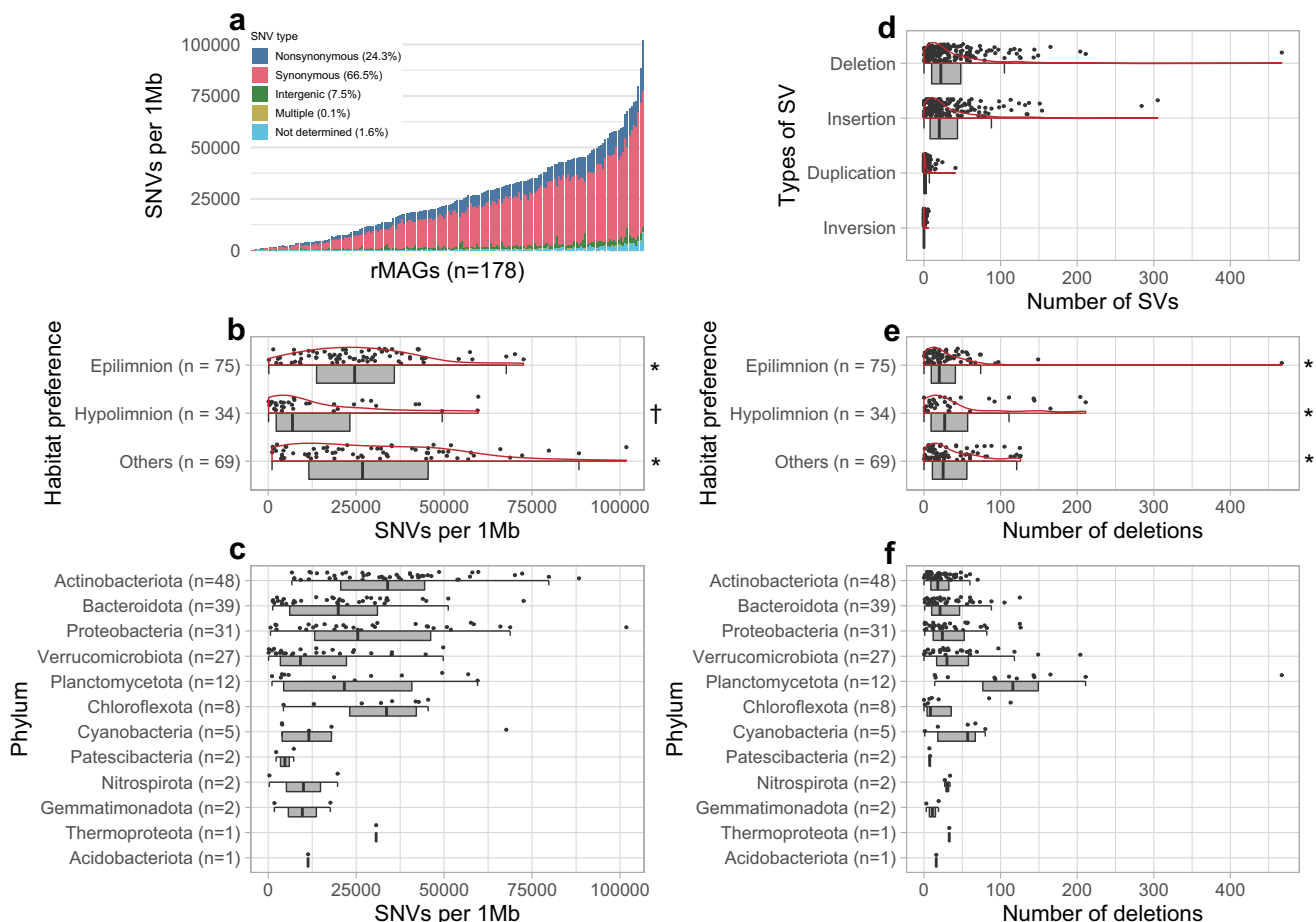 a
SNV type
Nonsynonymous (24.3%)
Synonymous (66.5%)
Intergenic (7.5%)
Multiple (0.1%)
Not determined (1.6%)
100000
75000
50000
25000
0
SNVs per 1Mb
rMAGs (n=178)
b
Habitat preference
Epilimnion (n = 75)
*
Hypolimnion (n = 34)
†
Others (n = 69)
*
0
25000
50000
75000
100000
SNVs per 1Mb
c
Phylum
Actinobacteriota (n=48)
Bacteroidota (n=39)
Proteobacteria (n=31)
Verrucomicrobiota (n=27)
Planctomycetota (n=12)
Chloroflexota (n=8)
Cyanobacteria (n=5)
Patescibacteria (n=2)
Nitrospirota (n=2)
Gemmatimonadota (n=2)
Thermoproteota (n=1)
Acidobacteriota (n=1)
0
25000
50000
75000
100000
SNVs per 1Mb
d
Types of SV
Deletion
Insertion
Duplication
Inversion
0
100
200
300
400
Number of SVs
e
Habitat preference
Epilimnion (n = 75)
*
Hypolimnion (n = 34)
*
Others (n = 69)
*
0
100
200
300
400
Number of deletions
f
Phylum
Actinobacteriota (n=48)
Bacteroidota (n=39)
Proteobacteria (n=31)
Verrucomicrobiota (n=27)
Planctomycetota (n=12)
Chloroflexota (n=8)
Cyanobacteria (n=5)
Patescibacteria (n=2)
Nitrospirota (n=2)
Gemmatimonadota (n=2)
Thermoproteota (n=1)
Acidobacteriota (n=1)
0
100
200
300
400
Number of deletions